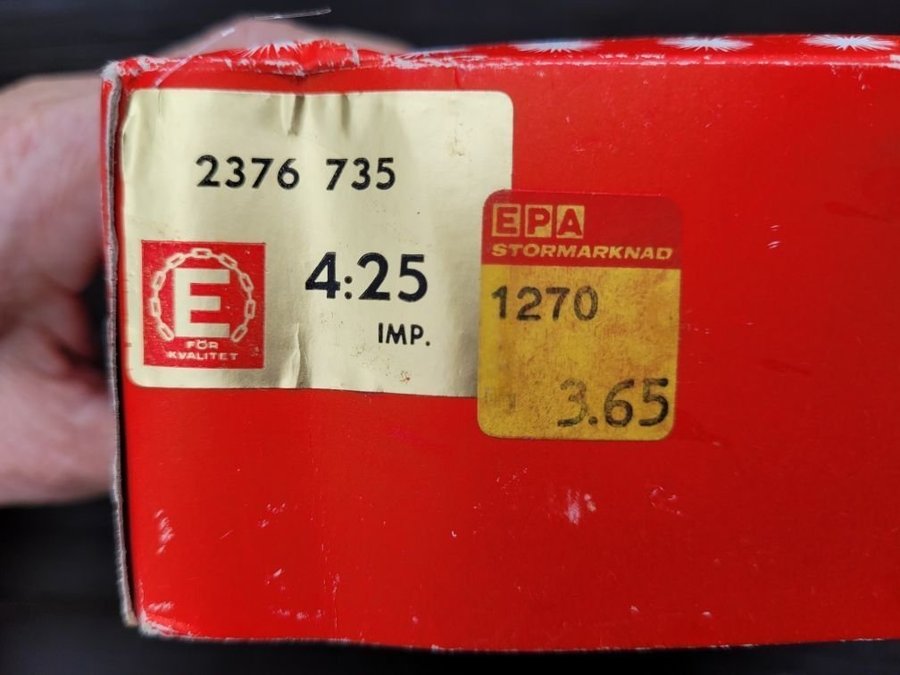 2376 735
E
FÖR
KVALITET
4:25
IMP.
EPA
STORMARKNAD
1270
3.65